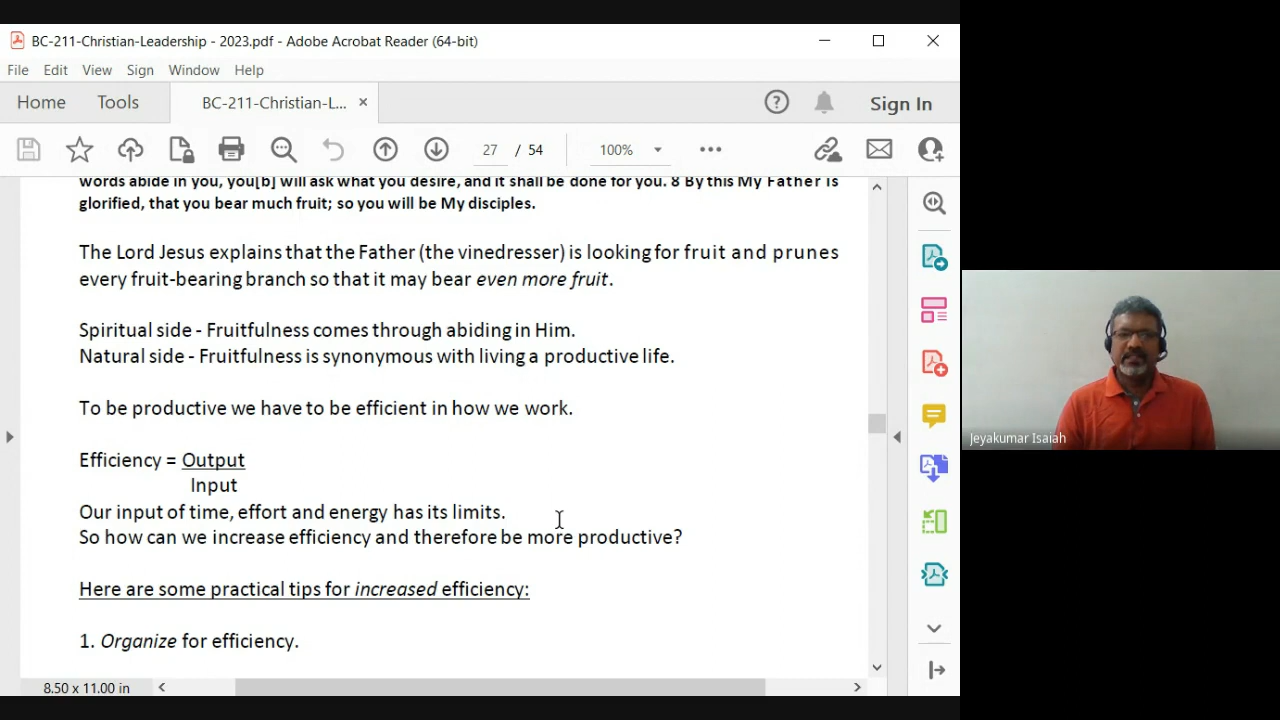 BC-211-Christian-Leadership - 2023.pdf - Adobe Acrobat Reader (64-bit)
File Edit View Sign Window Help
Home Tools BC-211-Christian-L... × Sign In
27 / 54 100%
words abide in you, you[b] will ask what you desire, and it shall be done for you. 8 By this My Father is
glorified, that you bear much fruit; so you will be My disciples.
The Lord Jesus explains that the Father (the vinedresser) is looking for fruit and prunes
every fruit-bearing branch so that it may bear even more fruit.
Spiritual side - Fruitfulness comes through abiding in Him.
Natural side - Fruitfulness is synonymous with living a productive life.
To be productive we have to be efficient in how we work.
Efficiency = Output
Input
Our input of time, effort and energy has its limits.
So how can we increase efficiency and therefore be more productive?
Here are some practical tips for increased efficiency:
1. Organize for efficiency.
8.50 x 11.00 in
Jeyakumar Isaiah